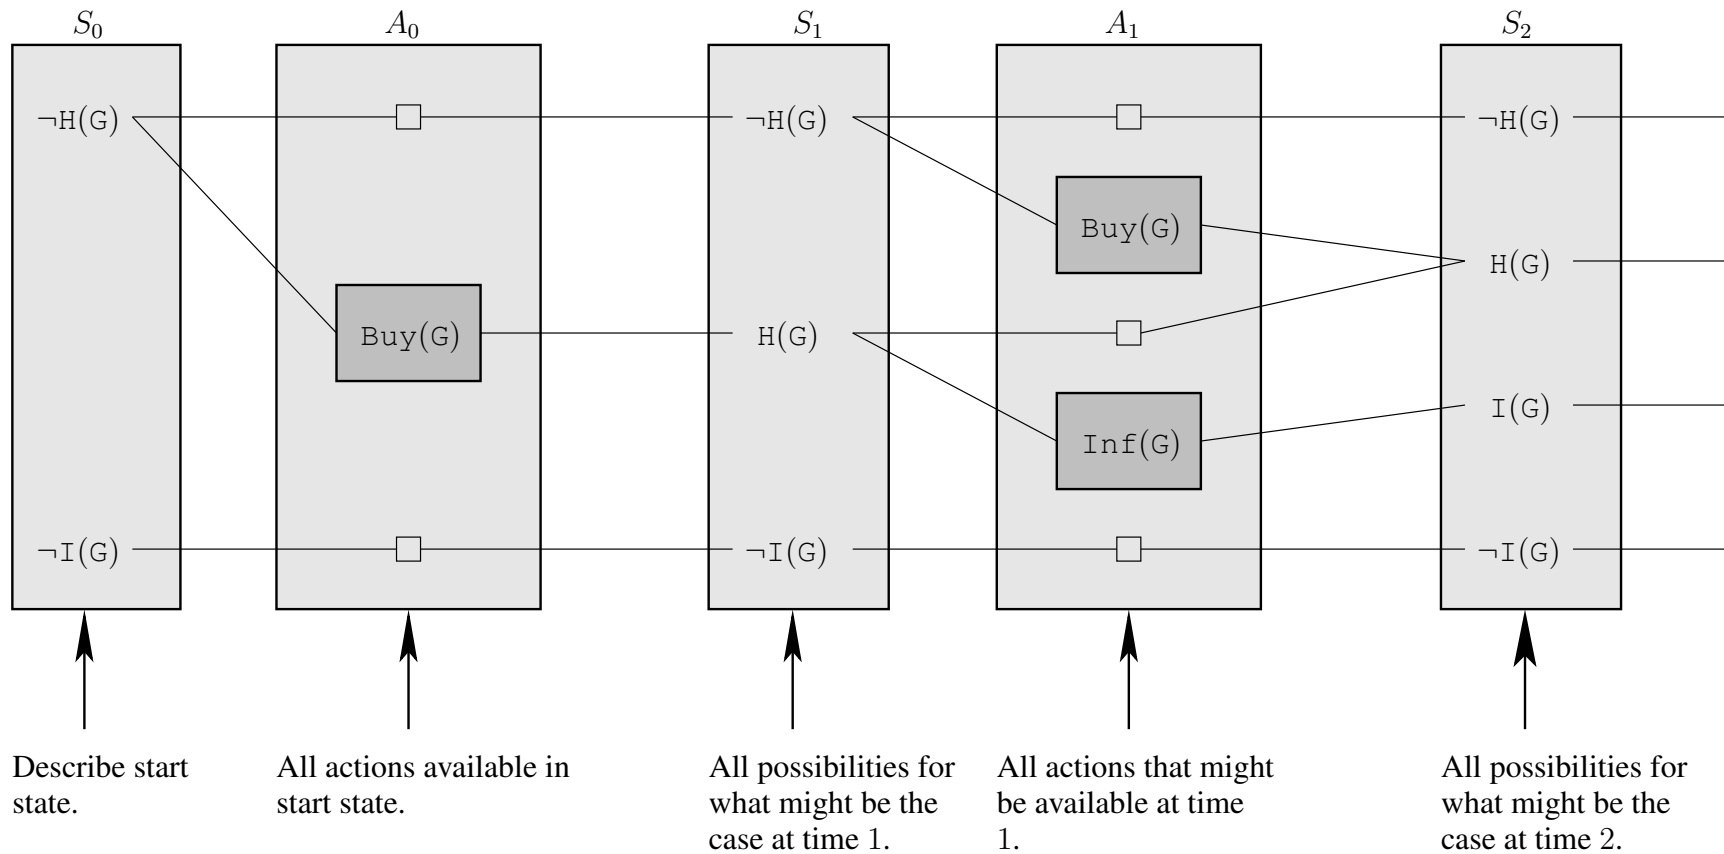 S₀
A₀
S₁
A₁
S₂
¬H(G)
¬H(G)
¬H(G)
Buy(G)
H(G)
Buy(G)
H(G)
I(G)
Inf(G)
¬I(G)
¬I(G)
¬I(G)
Describe start
state.
All actions available in
start state.
All possibilities for
what might be the
case at time 1.
All actions that might
be available at time
1.
All possibilities for
what might be the
case at time 2.